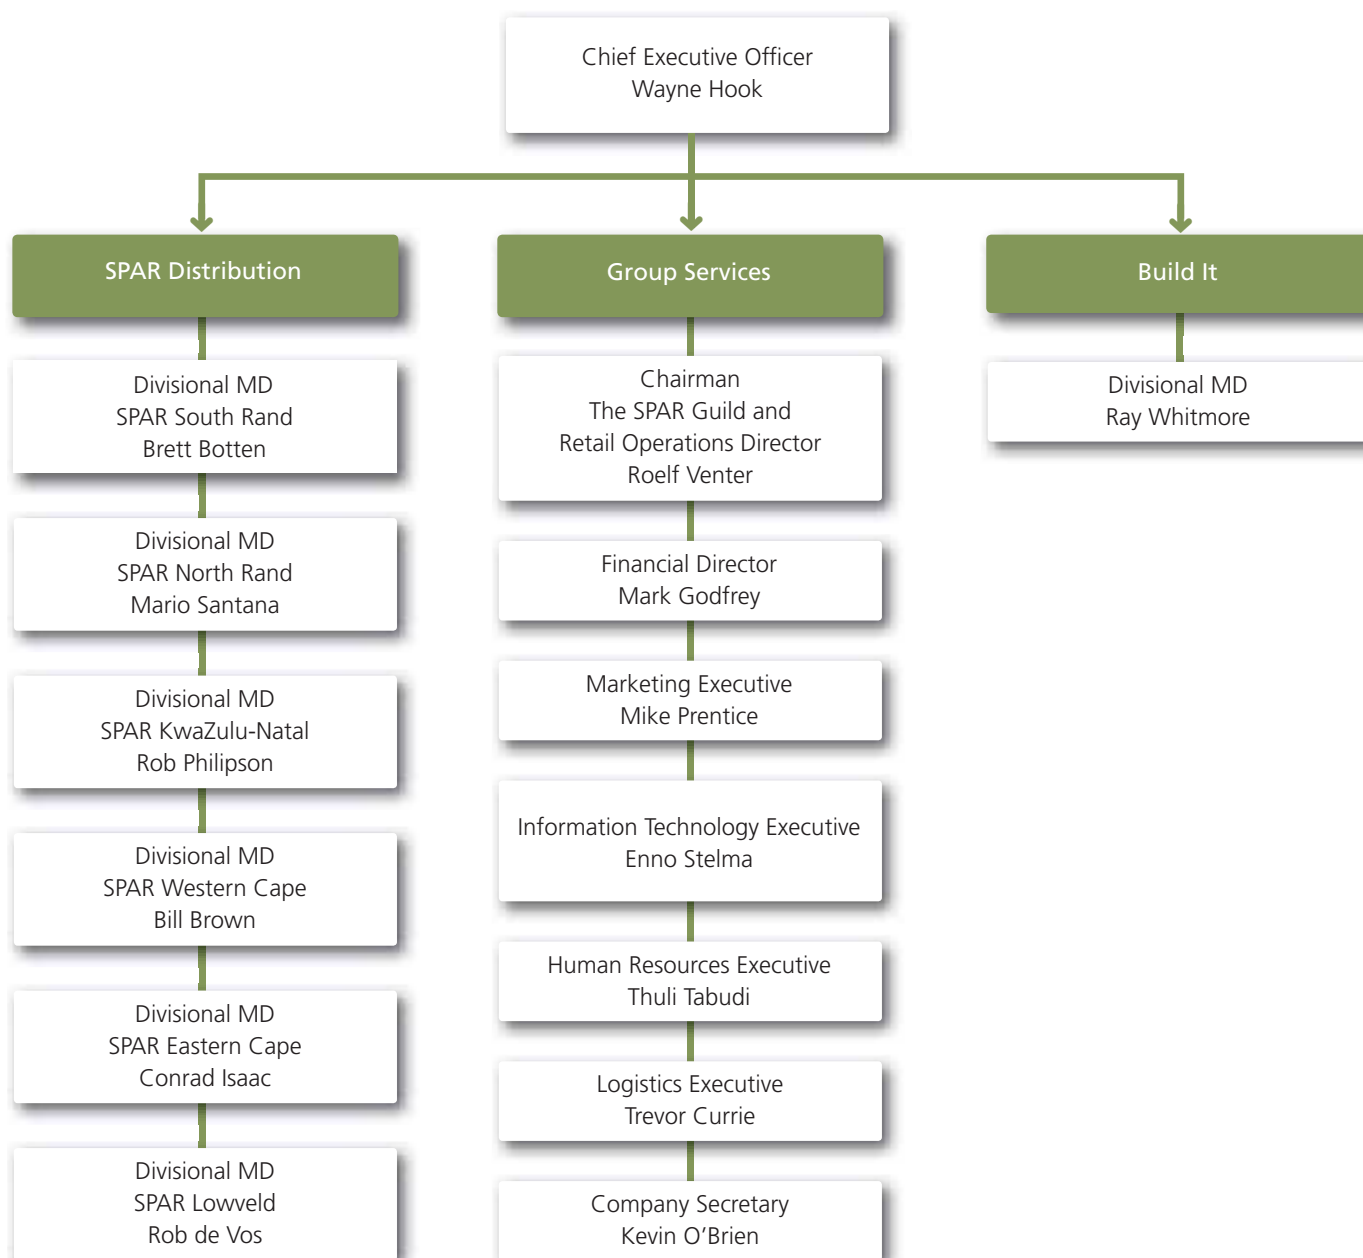 Chief Executive Officer
Wayne Hook
SPAR Distribution
Divisional MD
SPAR South Rand
Brett Botten
Divisional MD
SPAR North Rand
Mario Santana
Divisional MD
SPAR KwaZulu-Natal
Rob Philipson
Divisional MD
SPAR Western Cape
Bill Brown
Divisional MD
SPAR Eastern Cape
Conrad Isaac
Divisional MD
SPAR Lowveld
Rob de Vos
Group Services
Chairman
The SPAR Guild and
Retail Operations Director
Roelf Venter
Financial Director
Mark Godfrey
Marketing Executive
Mike Prentice
Information Technology Executive
Enno Stelma
Human Resources Executive
Thuli Tabudi
Logistics Executive
Trevor Currie
Company Secretary
Kevin O’Brien
Build It
Divisional MD
Ray Whitmore